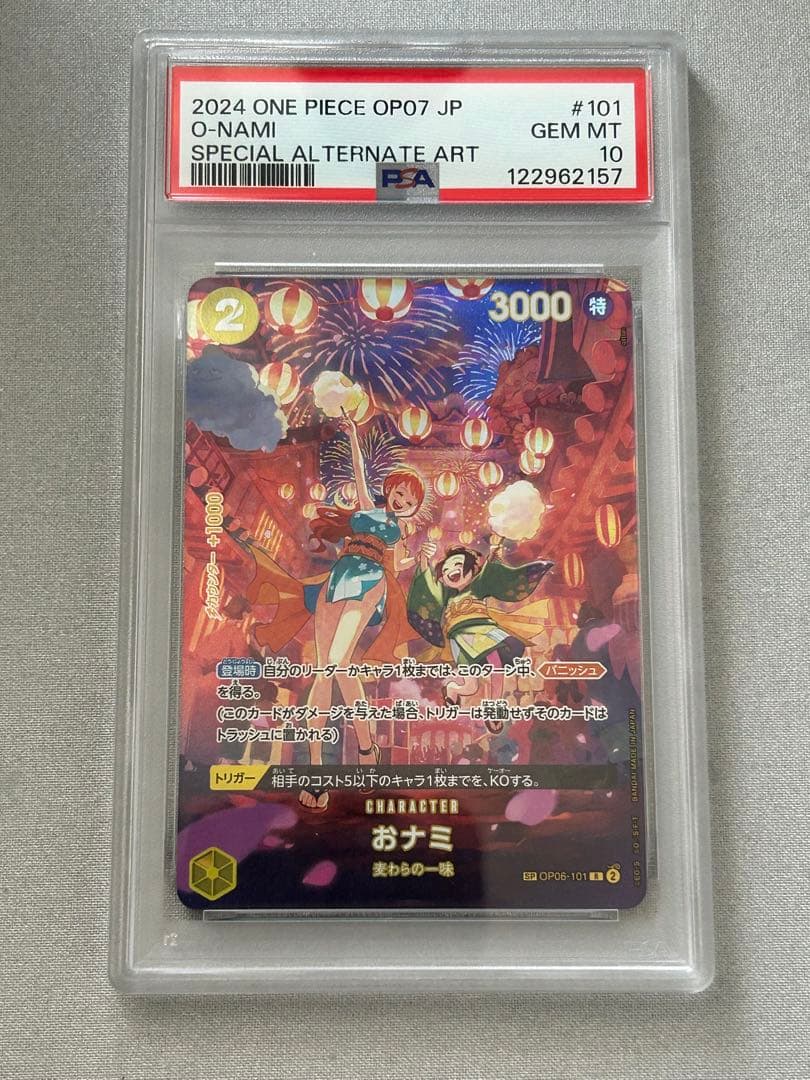 2024 ONE PIECE OP07 JP #101
O-NAMI GEM MT
SPECIAL ALTERNATE ART 10
PSA 122962157
2 3000 特
カウンター +1000
登場時 自分のリーダーかキャラ1枚までは、このターン中、バニッシュ
を得る。
(このカードがダメージを与えた場合、トリガーは発動せずそのカードは
トラッシュに置かれる)
トリガー 相手のコスト5以下のキャラ1枚までを、KOする。
CHARACTER
おナミ
麦わらの一味
SP OP06-101 R 2
BANDAI MADE IN JAPAN